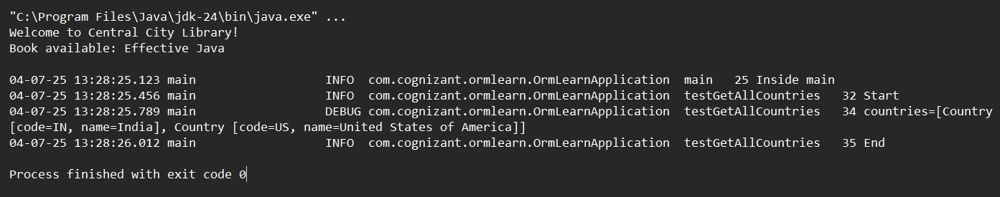 "C:\Program Files\Java\jdk-24\bin\java.exe" ...
Welcome to Central City Library!
Book available: Effective Java

04-07-25 13:28:25.123 main                  INFO  com.cognizant.ormlearn.OrmLearnApplication  main   25 Inside main
04-07-25 13:28:25.456 main                  INFO  com.cognizant.ormlearn.OrmLearnApplication  testGetAllCountries   32 Start
04-07-25 13:28:25.789 main                  DEBUG com.cognizant.ormlearn.OrmLearnApplication  testGetAllCountries   34 countries=[Country
[code=IN, name=India], Country [code=US, name=United States of America]]
04-07-25 13:28:26.012 main                  INFO  com.cognizant.ormlearn.OrmLearnApplication  testGetAllCountries   35 End

Process finished with exit code 0